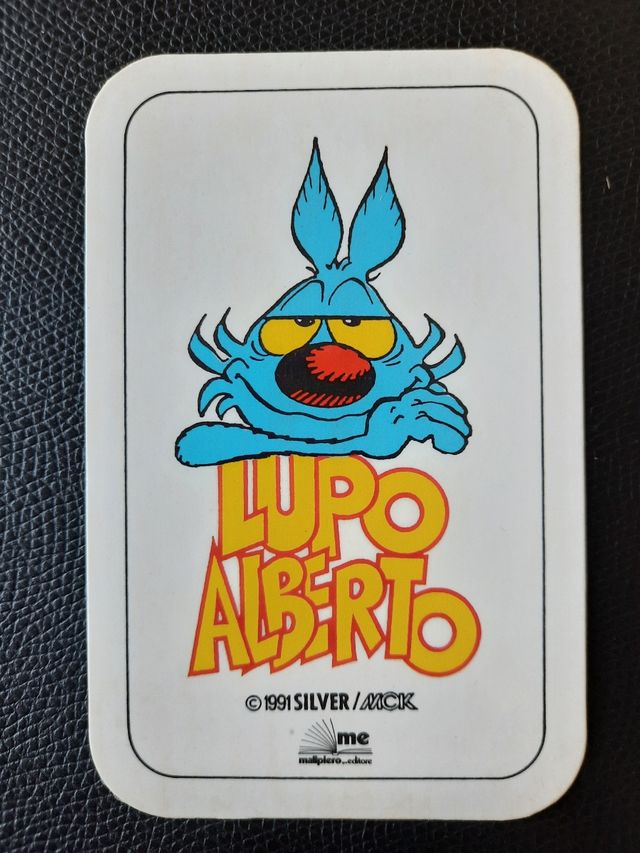 LUPO
ALBERTO
© 1991 SILVER / MCK
me
malipiero s.p.a. editore